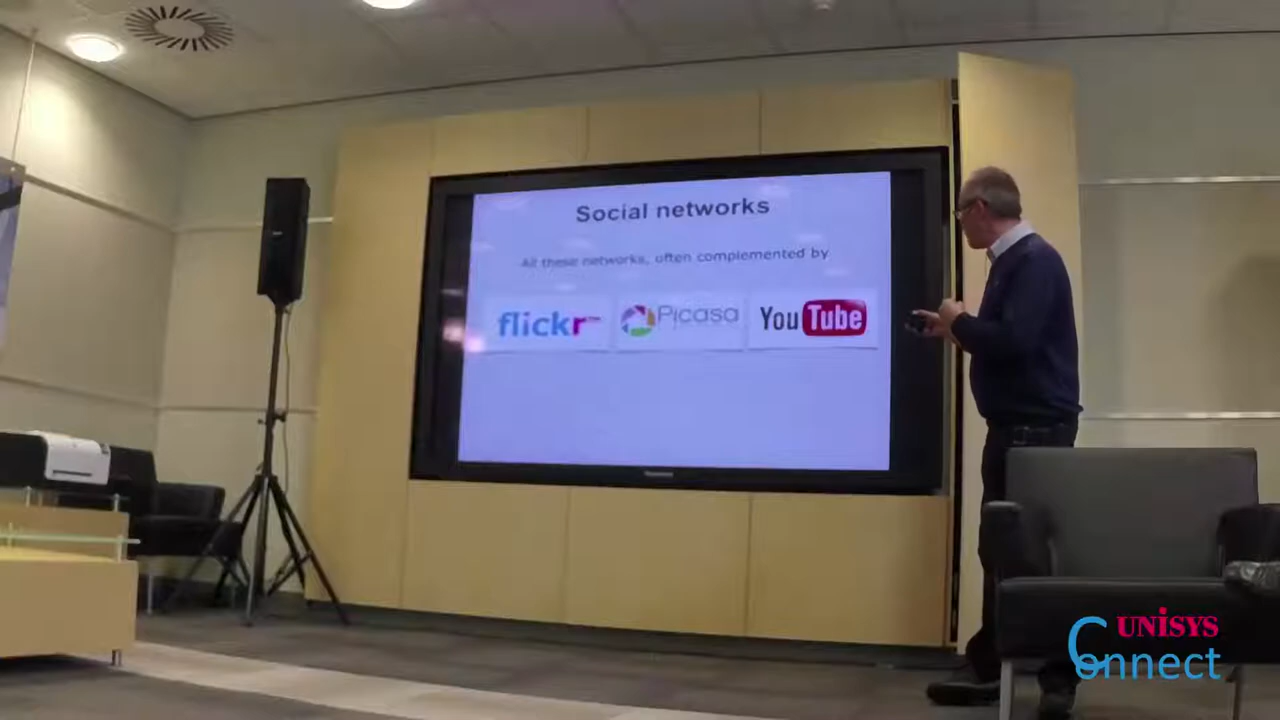 Social networks
All these networks, often complemented by
flickr
Picasa
YouTube
UNiSYS
Connect